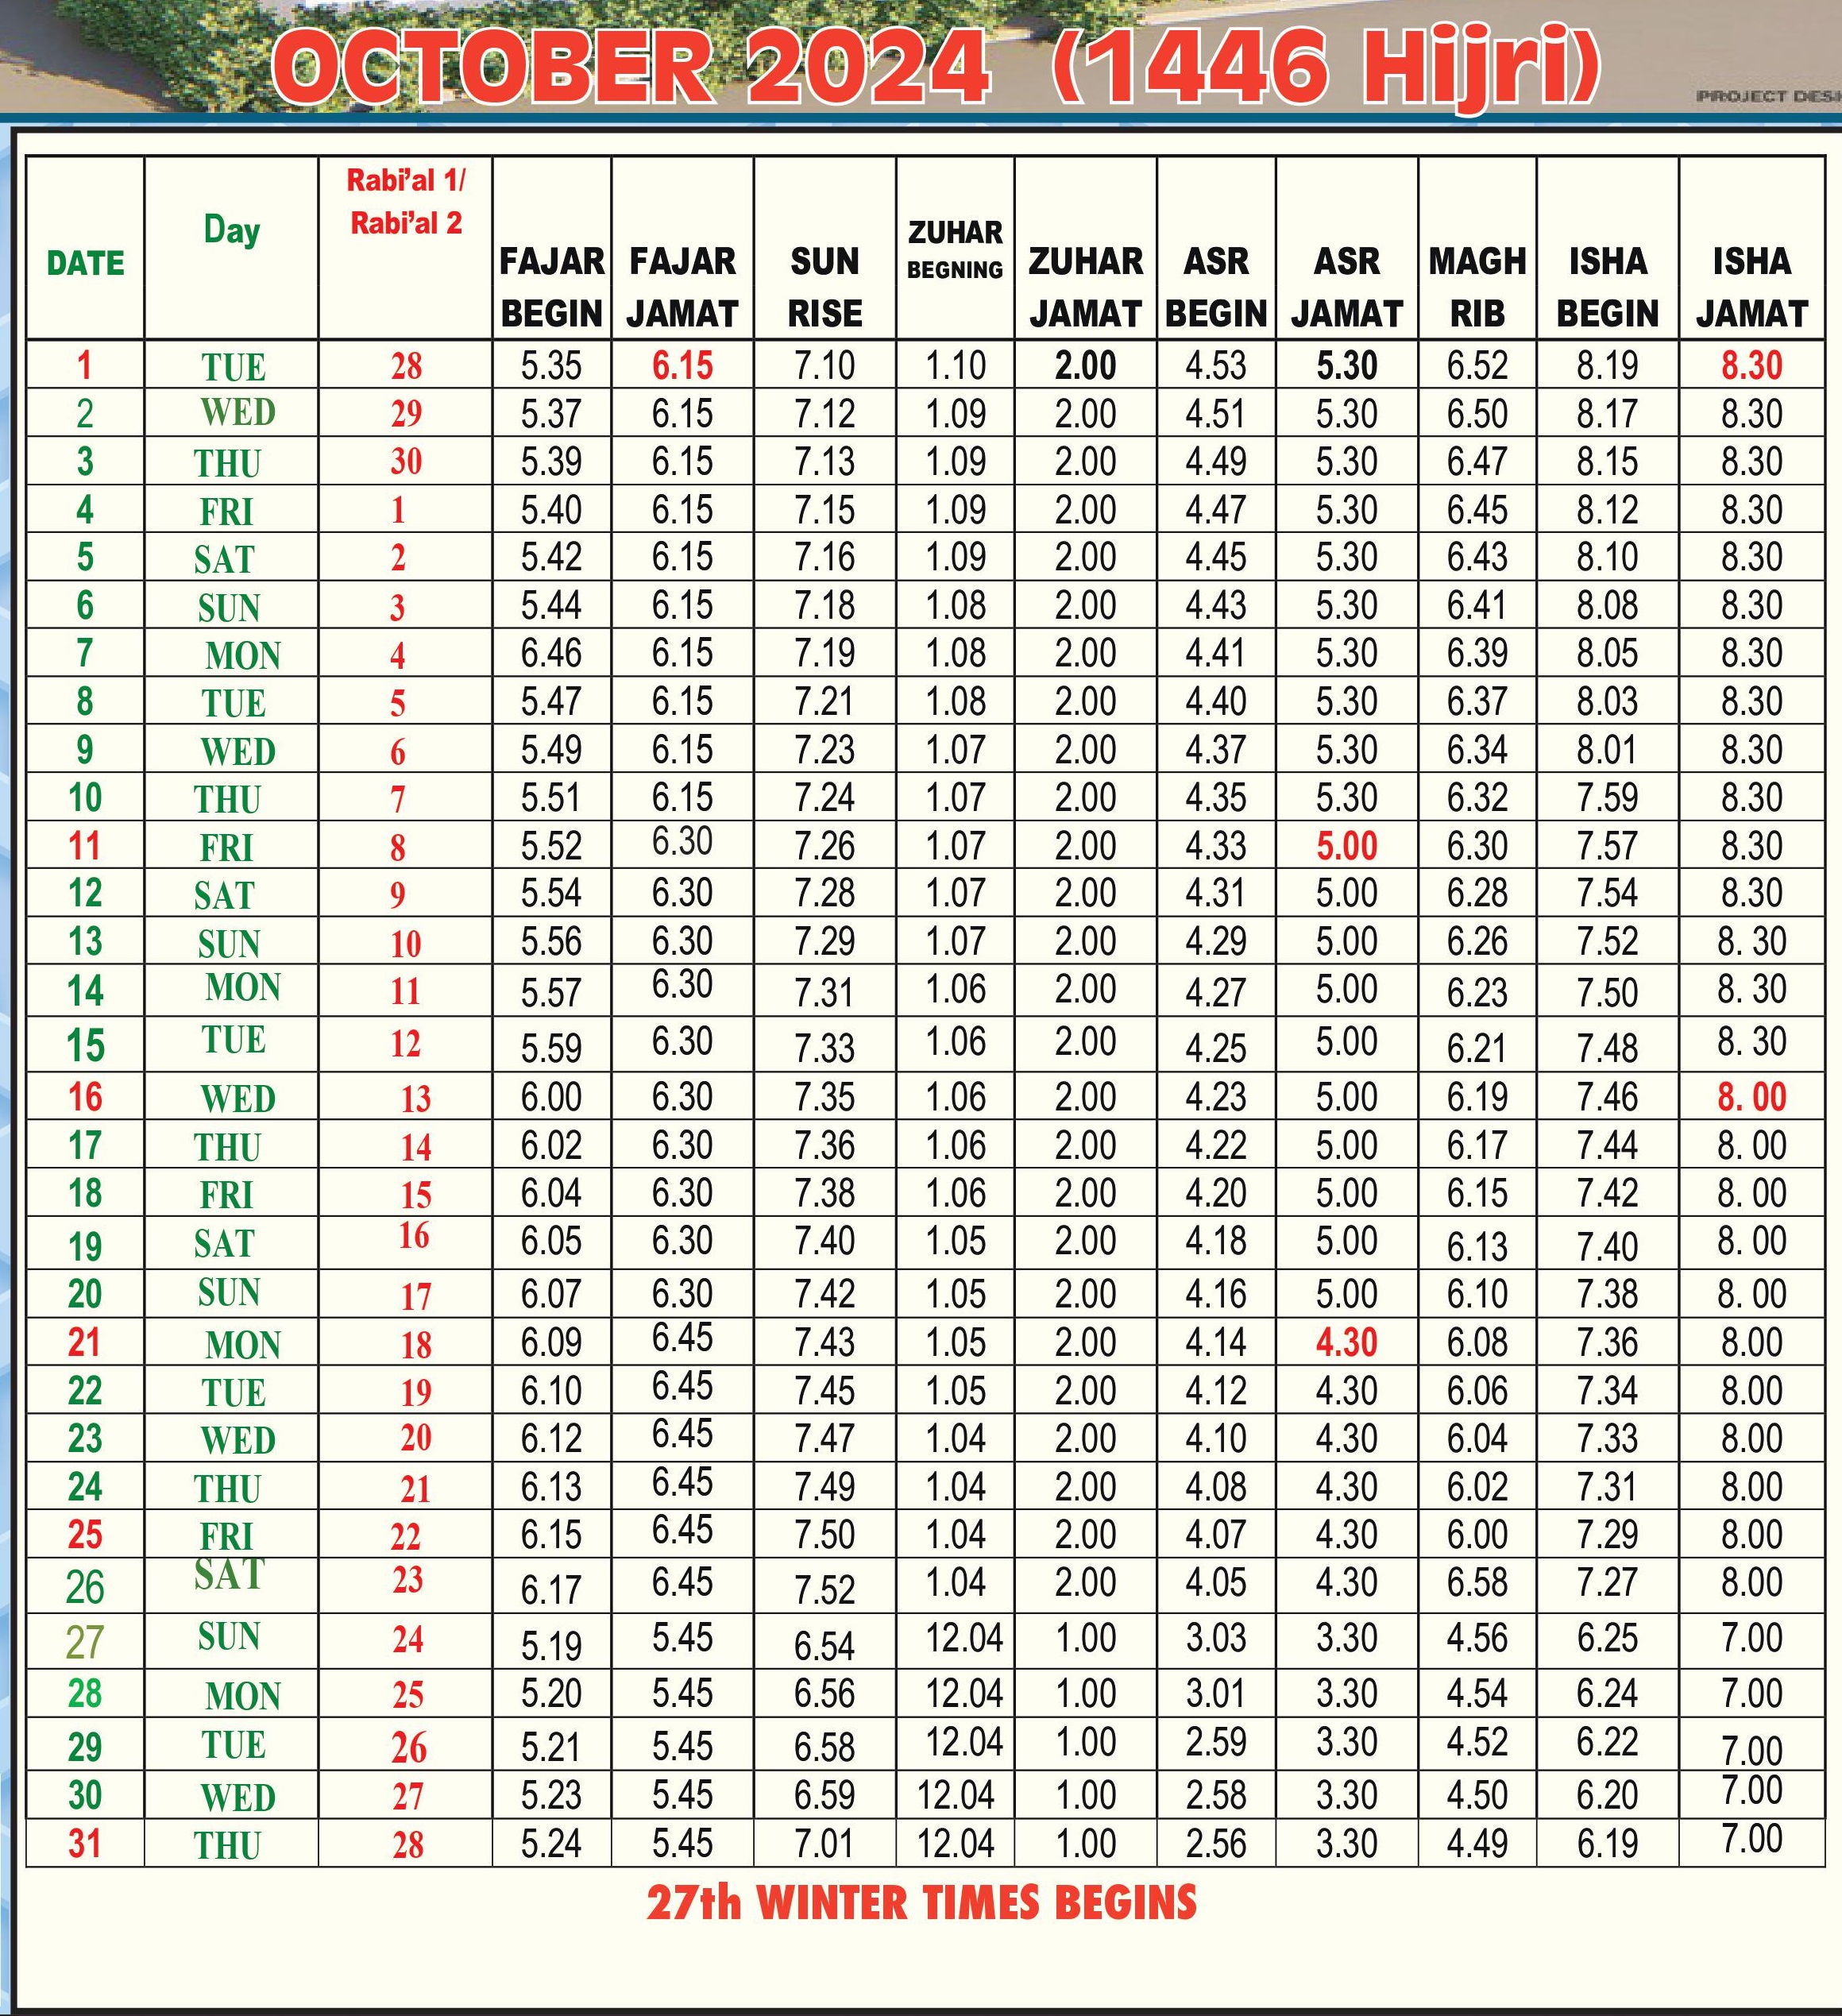 OCTOBER 2024 (1446 Hijri)
PROJECT DESI
DATE Day Rabi'al 1/ Rabi'al 2 FAJAR BEGIN FAJAR JAMAT SUN RISE ZUHAR BEGNING ZUHAR JAMAT ASR BEGIN ASR JAMAT MAGH RIB ISHA BEGIN ISHA JAMAT
1 TUE 28 5.35 6.15 7.10 1.10 2.00 4.53 5.30 6.52 8.19 8.30
2 WED 29 5.37 6.15 7.12 1.09 2.00 4.51 5.30 6.50 8.17 8.30
3 THU 30 5.39 6.15 7.13 1.09 2.00 4.49 5.30 6.47 8.15 8.30
4 FRI 1 5.40 6.15 7.15 1.09 2.00 4.47 5.30 6.45 8.12 8.30
5 SAT 2 5.42 6.15 7.16 1.09 2.00 4.45 5.30 6.43 8.10 8.30
6 SUN 3 5.44 6.15 7.18 1.08 2.00 4.43 5.30 6.41 8.08 8.30
7 MON 4 6.46 6.15 7.19 1.08 2.00 4.41 5.30 6.39 8.05 8.30
8 TUE 5 5.47 6.15 7.21 1.08 2.00 4.40 5.30 6.37 8.03 8.30
9 WED 6 5.49 6.15 7.23 1.07 2.00 4.37 5.30 6.34 8.01 8.30
10 THU 7 5.51 6.15 7.24 1.07 2.00 4.35 5.30 6.32 7.59 8.30
11 FRI 8 5.52 6.30 7.26 1.07 2.00 4.33 5.00 6.30 7.57 8.30
12 SAT 9 5.54 6.30 7.28 1.07 2.00 4.31 5.00 6.28 7.54 8.30
13 SUN 10 5.56 6.30 7.29 1.07 2.00 4.29 5.00 6.26 7.52 8. 30
14 MON 11 5.57 6.30 7.31 1.06 2.00 4.27 5.00 6.23 7.50 8. 30
15 TUE 12 5.59 6.30 7.33 1.06 2.00 4.25 5.00 6.21 7.48 8. 30
16 WED 13 6.00 6.30 7.35 1.06 2.00 4.23 5.00 6.19 7.46 8. 00
17 THU 14 6.02 6.30 7.36 1.06 2.00 4.22 5.00 6.17 7.44 8. 00
18 FRI 15 6.04 6.30 7.38 1.06 2.00 4.20 5.00 6.15 7.42 8. 00
19 SAT 16 6.05 6.30 7.40 1.05 2.00 4.18 5.00 6.13 7.40 8. 00
20 SUN 17 6.07 6.30 7.42 1.05 2.00 4.16 5.00 6.10 7.38 8. 00
21 MON 18 6.09 6.45 7.43 1.05 2.00 4.14 4.30 6.08 7.36 8.00
22 TUE 19 6.10 6.45 7.45 1.05 2.00 4.12 4.30 6.06 7.34 8.00
23 WED 20 6.12 6.45 7.47 1.04 2.00 4.10 4.30 6.04 7.33 8.00
24 THU 21 6.13 6.45 7.49 1.04 2.00 4.08 4.30 6.02 7.31 8.00
25 FRI 22 6.15 6.45 7.50 1.04 2.00 4.07 4.30 6.00 7.29 8.00
26 SAT 23 6.17 6.45 7.52 1.04 2.00 4.05 4.30 6.58 7.27 8.00
27 SUN 24 5.19 5.45 6.54 12.04 1.00 3.03 3.30 4.56 6.25 7.00
28 MON 25 5.20 5.45 6.56 12.04 1.00 3.01 3.30 4.54 6.24 7.00
29 TUE 26 5.21 5.45 6.58 12.04 1.00 2.59 3.30 4.52 6.22 7.00
30 WED 27 5.23 5.45 6.59 12.04 1.00 2.58 3.30 4.50 6.20 7.00
31 THU 28 5.24 5.45 7.01 12.04 1.00 2.56 3.30 4.49 6.19 7.00
27th WINTER TIMES BEGINS